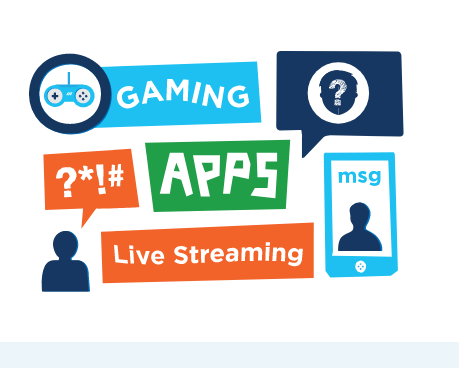 GAMING
?
?*!#
APPS
msg
Live Streaming